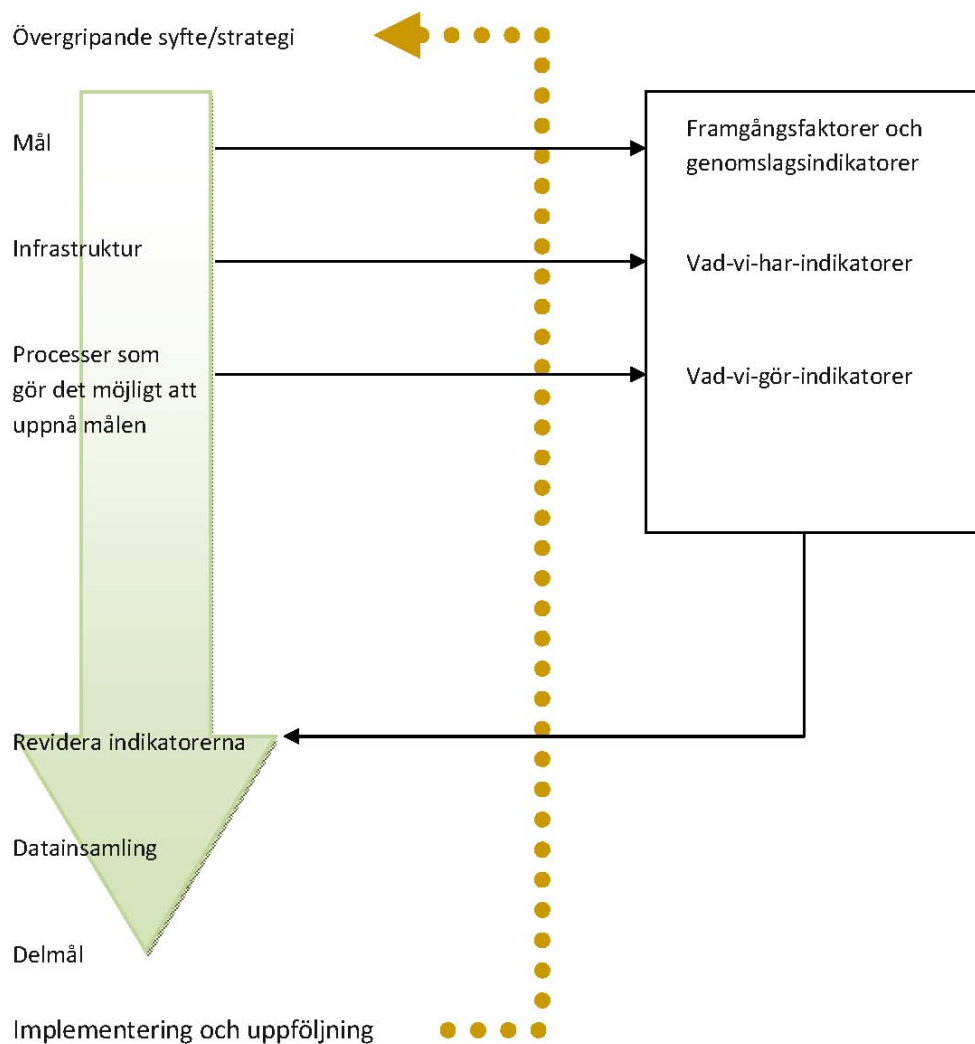 Övergripande syfte/strategi
Mål
Framgångsfaktorer och
genomslagsindikatorer
Infrastruktur
Vad-vi-har-indikatorer
Processer som
gör det möjligt att
uppnå målen
Vad-vi-gör-indikatorer
Revidera indikatorerna
Datainsamling
Delmål
Implementering och uppföljning